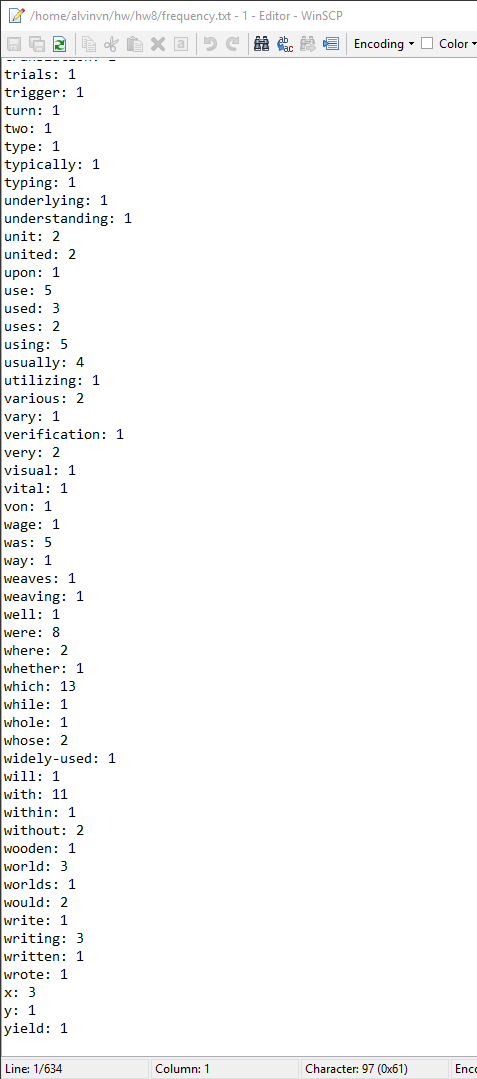 /home/alvinvn/hw/hw8/frequency.txt - 1 - Editor - WinSCP
Encoding Color
trials: 1
trigger: 1
turn: 1
two: 1
type: 1
typically: 1
typing: 1
underlying: 1
understanding: 1
unit: 2
united: 2
upon: 1
use: 5
used: 3
uses: 2
using: 5
usually: 4
utilizing: 1
various: 2
vary: 1
verification: 1
very: 2
visual: 1
vital: 1
von: 1
wage: 1
was: 5
way: 1
weaves: 1
weaving: 1
well: 1
were: 8
where: 2
whether: 1
which: 13
while: 1
whole: 1
whose: 2
widely-used: 1
will: 1
with: 11
within: 1
without: 2
wooden: 1
world: 3
worlds: 1
would: 2
write: 1
writing: 3
written: 1
wrote: 1
x: 3
y: 1
yield: 1
Line: 1/634 Column: 1 Character: 97 (0x61) Enco